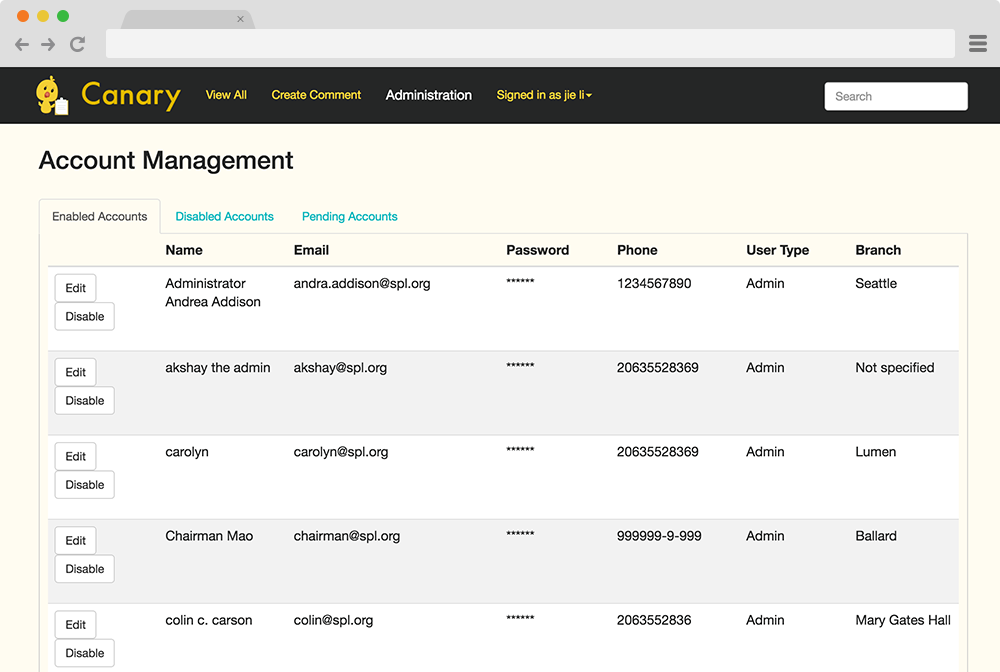 Canary View All Create Comment Administration Signed in as jie li Search
Account Management
Enabled Accounts Disabled Accounts Pending Accounts
Name Email Password Phone User Type Branch
Edit Administrator andra.addison@spl.org ****** 1234567890 Admin Seattle
Andrea Addison
Disable
Edit akshay the admin akshay@spl.org ****** 20635528369 Admin Not specified
Disable
Edit carolyn carolyn@spl.org ****** 20635528369 Admin Lumen
Disable
Edit Chairman Mao chairman@spl.org ****** 999999-9-999 Admin Ballard
Disable
Edit colin c. carson colin@spl.org ****** 2063552836 Admin Mary Gates Hall
Disable